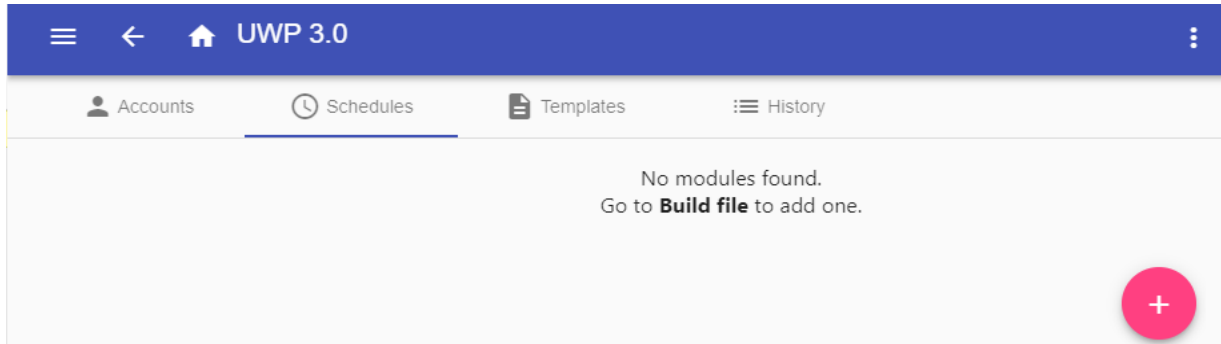 UWP 3.0
Accounts
Schedules
Templates
History
No modules found.
Go to Build file to add one.